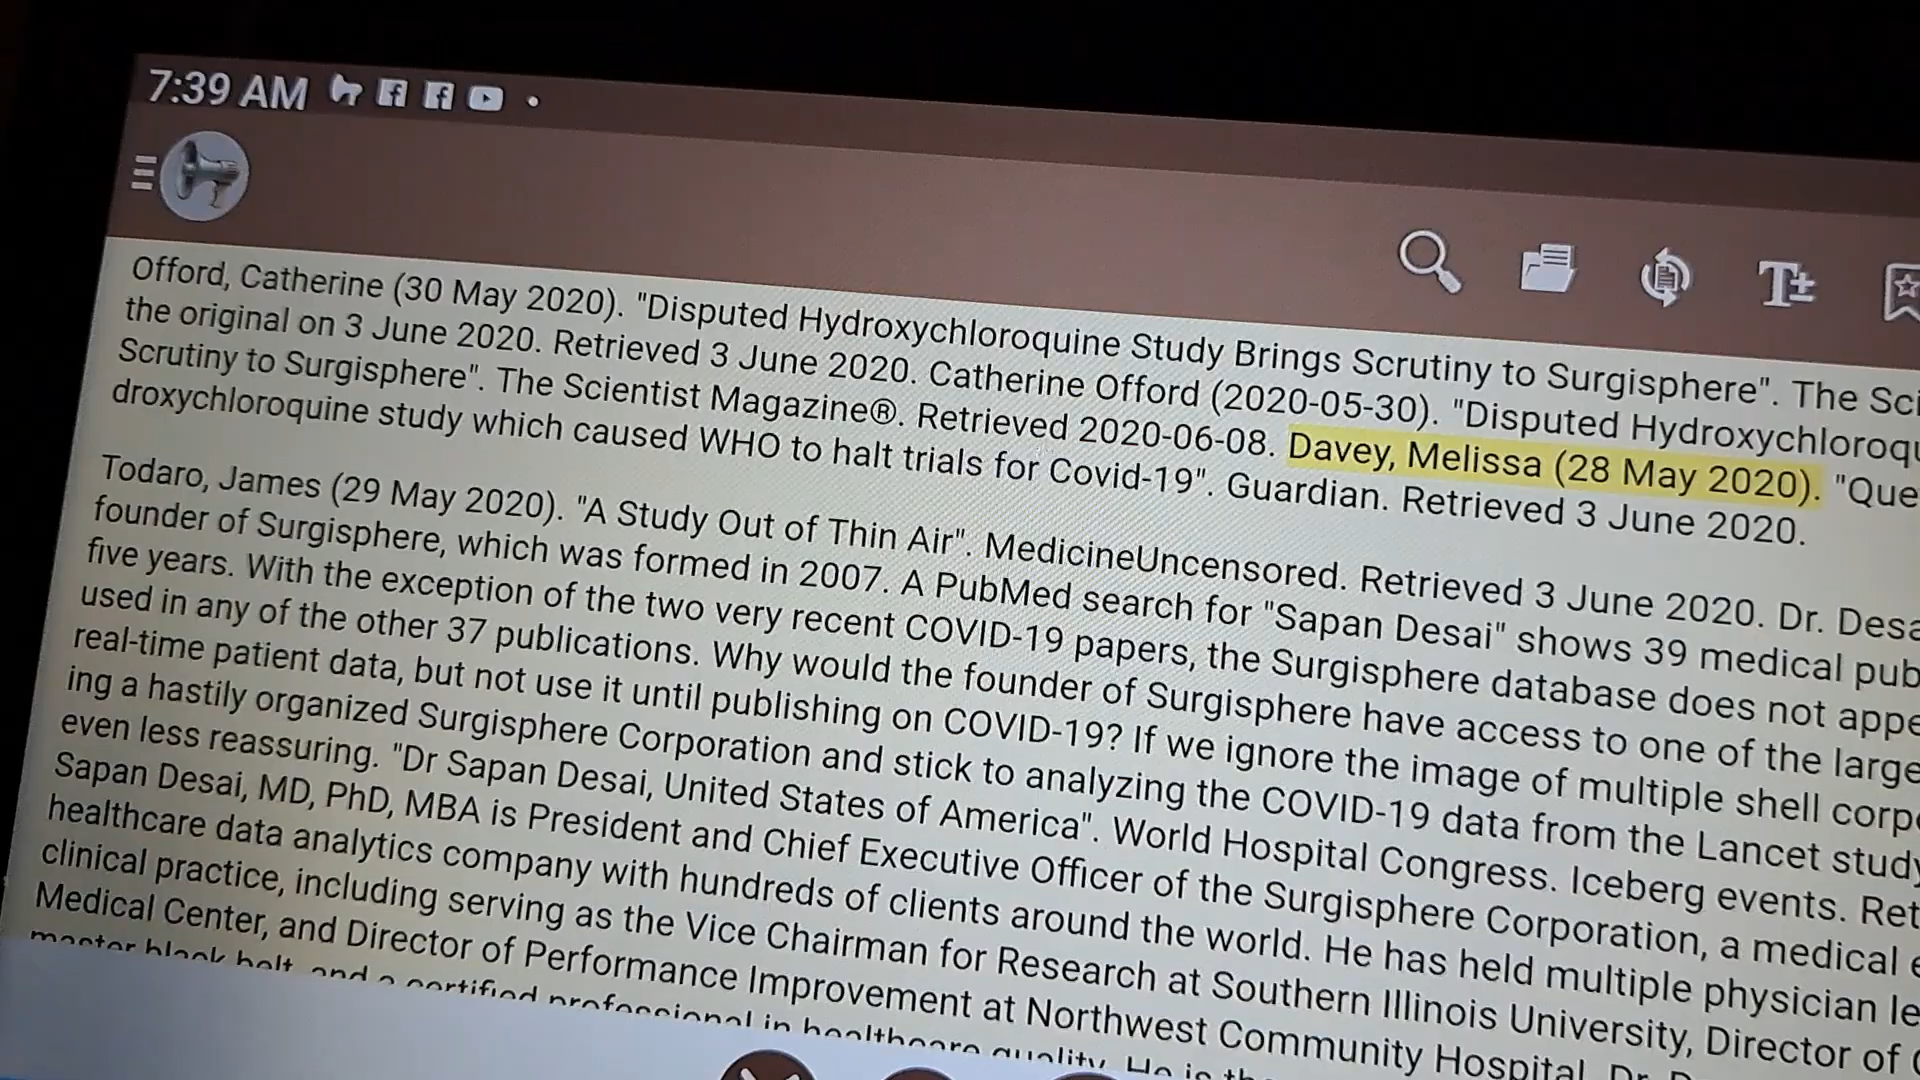 7:39 AM
Offord, Catherine (30 May 2020). "Disputed Hydroxychloroquine Study Brings Scrutiny to Surgisphere". The Sci
the original on 3 June 2020. Retrieved 3 June 2020. Catherine Offord (2020-05-30). "Disputed Hydroxychloroqu
Scrutiny to Surgisphere". The Scientist Magazine®. Retrieved 2020-06-08. Davey, Melissa (28 May 2020). "Que
droxychloroquine study which caused WHO to halt trials for Covid-19". Guardian. Retrieved 3 June 2020.
Todaro, James (29 May 2020). "A Study Out of Thin Air". MedicineUncensored. Retrieved 3 June 2020. Dr. Desa
founder of Surgisphere, which was formed in 2007. A PubMed search for "Sapan Desai" shows 39 medical pub
five years. With the exception of the two very recent COVID-19 papers, the Surgisphere database does not appe
used in any of the other 37 publications. Why would the founder of Surgisphere have access to one of the large
real-time patient data, but not use it until publishing on COVID-19? If we ignore the image of multiple shell corp
ing a hastily organized Surgisphere Corporation and stick to analyzing the COVID-19 data from the Lancet study
even less reassuring. "Dr Sapan Desai, United States of America". World Hospital Congress. Iceberg events. Ret
Sapan Desai, MD, PhD, MBA is President and Chief Executive Officer of the Surgisphere Corporation, a medical e
healthcare data analytics company with hundreds of clients around the world. He has held multiple physician le
clinical practice, including serving as the Vice Chairman for Research at Southern Illinois University, Director of
Medical Center, and Director of Performance Improvement at Northwest Community Hospital. Dr.
master black belt, and a certified professional in healthcare quality. He is